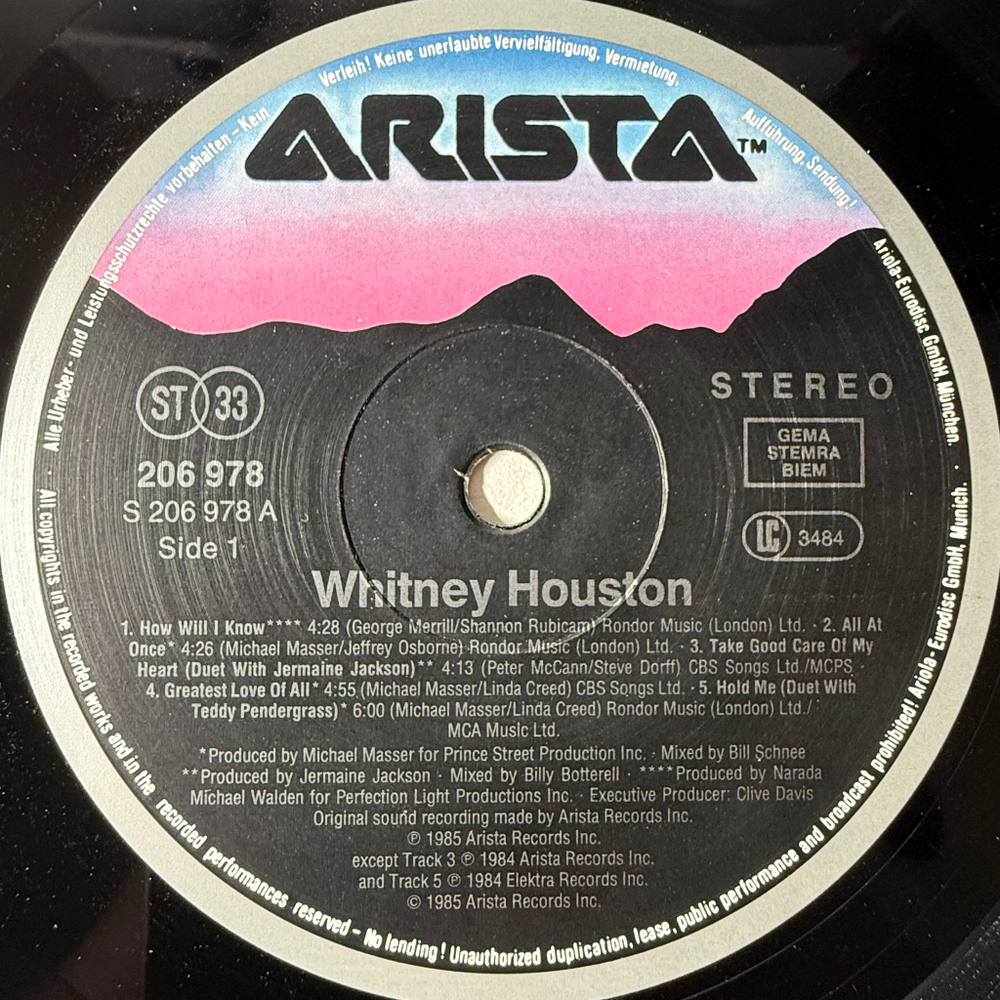 Alle Urheber- und Leistungsschutzrechte vorbehalten – Kein Verleih! Keine unerlaubte Vervielfältigung, Vermietung, Aufführung, Sendung!
ARISTA™
Ariola-Eurodisc GmbH, München.
ST 33
STEREO
206 978
GEMA
STEMRA
BIEM
S 206 978 A
LC 3484
Side 1
Whitney Houston
1. How Will I Know**** 4:28 (George Merrill/Shannon Rubicam) Rondor Music (London) Ltd. · 2. All At
Once* 4:26 (Michael Masser/Jeffrey Osborne) Rondor Music (London) Ltd. · 3. Take Good Care Of My
Heart (Duet With Jermaine Jackson)** 4:13 (Peter McCann/Steve Dorff) CBS Songs Ltd./MCPS ·
4. Greatest Love Of All* 4:55 (Michael Masser/Linda Creed) CBS Songs Ltd. · 5. Hold Me (Duet With
Teddy Pendergrass)* 6:00 (Michael Masser/Linda Creed) Rondor Music (London) Ltd./
MCA Music Ltd.
*Produced by Michael Masser for Prince Street Production Inc. · Mixed by Bill Schnee
**Produced by Jermaine Jackson · Mixed by Billy Botterell · ****Produced by Narada
Michael Walden for Perfection Light Productions Inc. · Executive Producer: Clive Davis
Original sound recording made by Arista Records Inc.
℗ 1985 Arista Records Inc.
except Track 3 ℗ 1984 Arista Records Inc.
and Track 5 ℗ 1984 Elektra Records Inc.
© 1985 Arista Records Inc.
· All copyrights in the recorded works and in the recorded performances reserved – No lending! Unauthorized duplication, lease, public performance and broadcast prohibited! Ariola-Eurodisc GmbH, Munich. ·